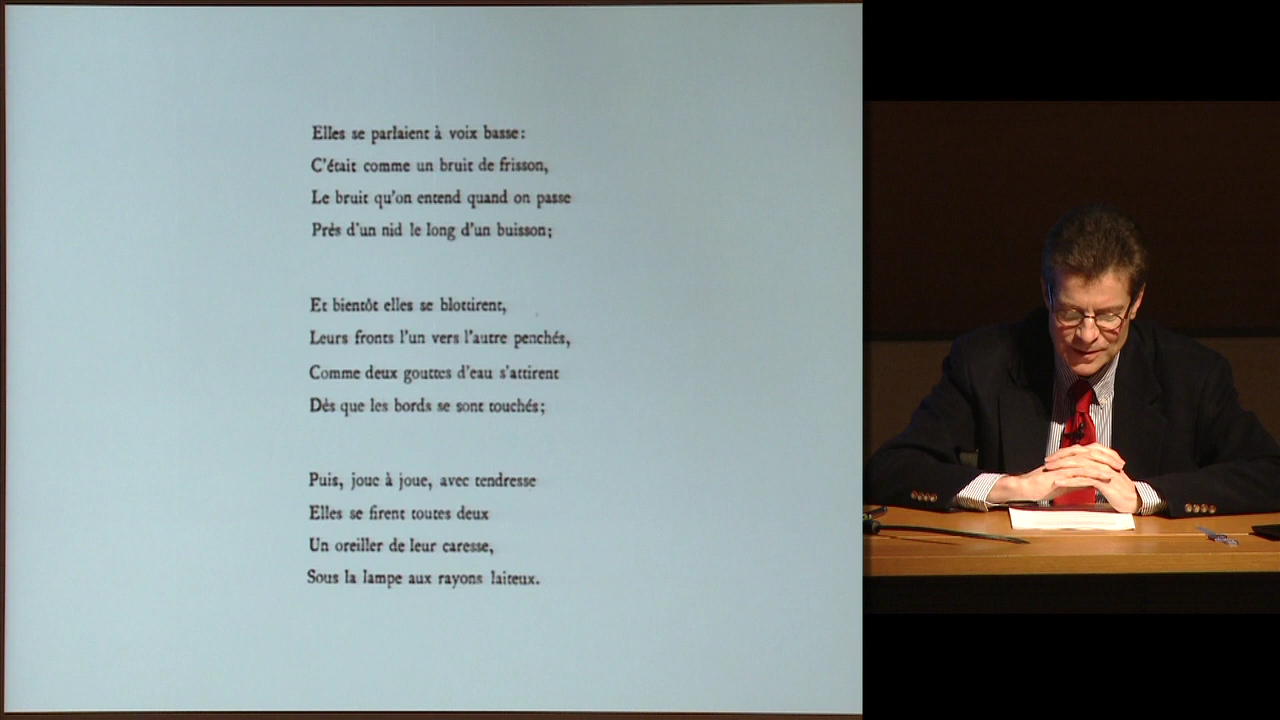 Elles se parlaient à voix basse:
C'était comme un bruit de frisson,
Le bruit qu'on entend quand on passe
Près d'un nid le long d'un buisson;
Et bientôt elles se blottirent,
Leurs fronts l'un vers l'autre penchés,
Comme deux gouttes d'eau s'attirent
Dès que les bords se sont touchés;
Puis, joue à joue, avec tendresse
Elles se firent toutes deux
Un oreiller de leur caresse,
Sous la lampe aux rayons laiteux.